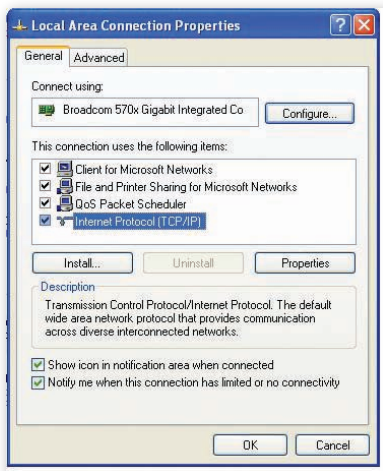 Local Area Connection Properties
General Advanced
Connect using:
Broadcom 570x Gigabit Integrated Co
Configure...
This connection uses the following items:
Client for Microsoft Networks
File and Printer Sharing for Microsoft Networks
QoS Packet Scheduler
Internet Protocol (TCP/IP)
Install... Uninstall Properties
Description
Transmission Control Protocol/Internet Protocol. The default
wide area network protocol that provides communication
across diverse interconnected networks.
Show icon in notification area when connected
Notify me when this connection has limited or no connectivity
OK Cancel